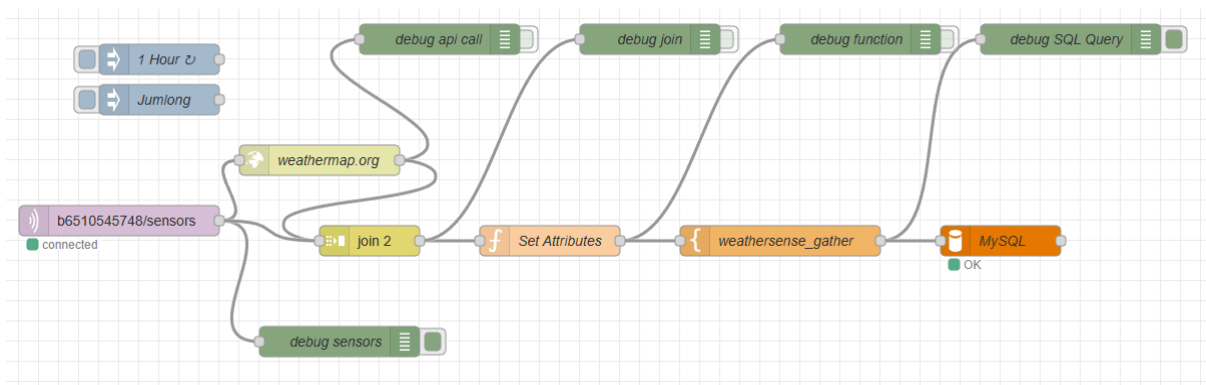 debug api call
debug join
debug function
debug SQL Query
1 Hour ↻
Jumlong
weathermap.org
b6510545748/sensors
connected
join 2
Set Attributes
weathersense_gather
MySQL
OK
debug sensors